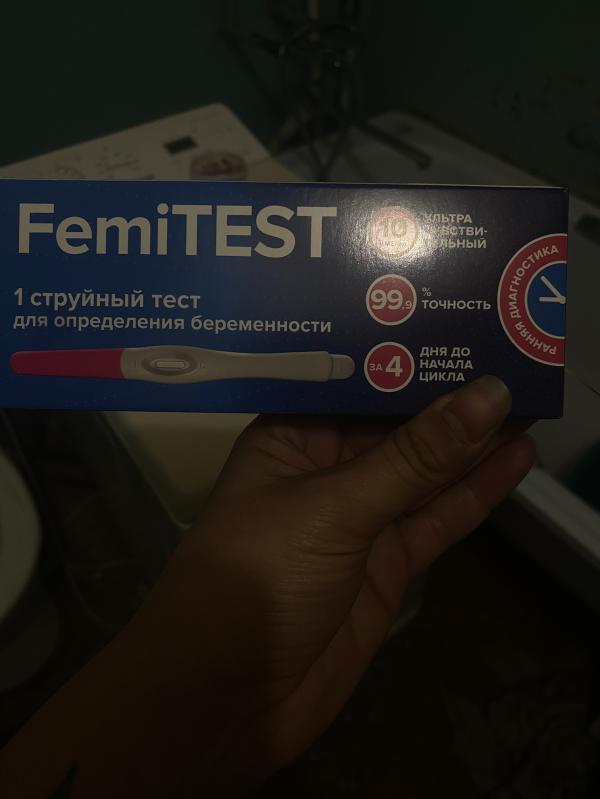 FemiTEST
1 струйный тест
для определения беременности
10
УЛЬТРА
ЧУВСТВИ-
ТЕЛЬНЫЙ
99,9 %
ТОЧНОСТЬ
ЗА 4
ДНЯ ДО
НАЧАЛА
ЦИКЛА
РАННЯЯ ДИАГНОСТИКА